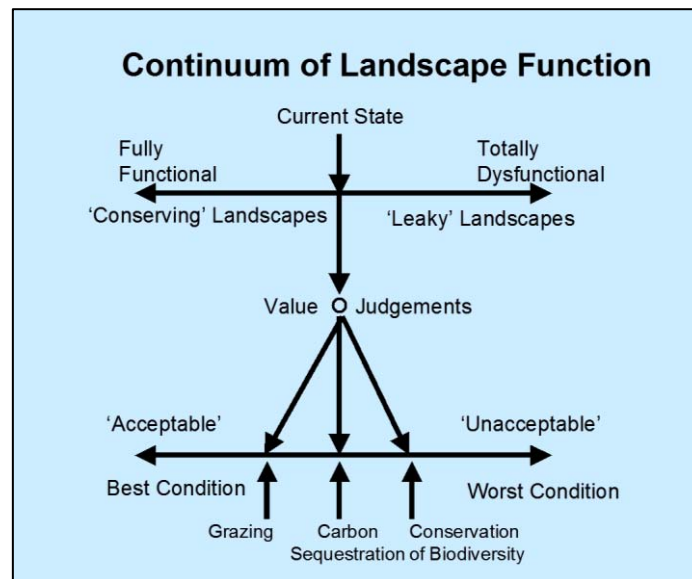 Continuum of Landscape Function
Current State
Fully
Functional
Totally
Dysfunctional
‘Conserving’ Landscapes
‘Leaky’ Landscapes
Value
Judgements
‘Acceptable’
‘Unacceptable’
Best Condition
Worst Condition
Grazing
Carbon
Conservation
Sequestration of Biodiversity